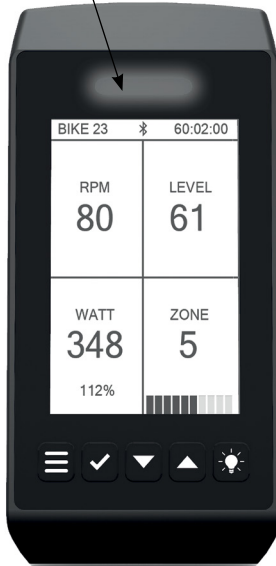 BIKE 23 60:02:00
RPM
80
LEVEL
61
WATT
348
112%
ZONE
5